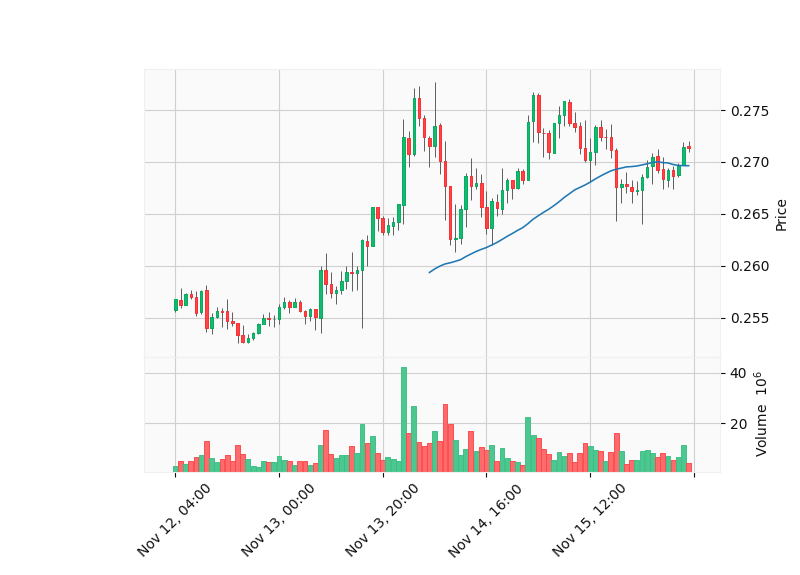 0.275
0.270
0.265
0.260
0.255
Price
40
20
Volume 10⁶
Nov 12, 04:00
Nov 13, 00:00
Nov 13, 20:00
Nov 14, 16:00
Nov 15, 12:00